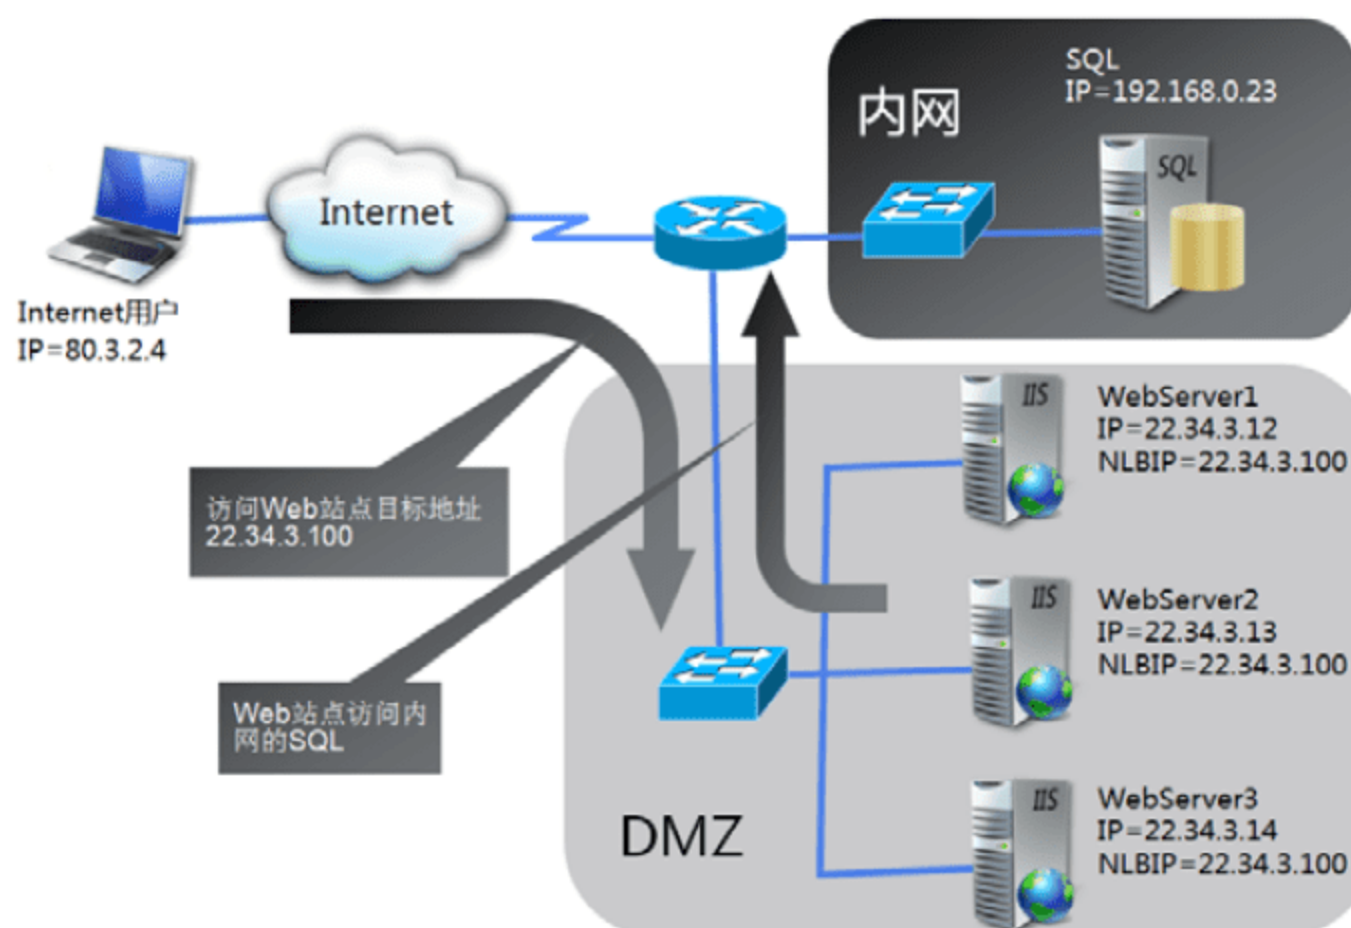 SQL
IP=192.168.0.23
内网
SQL
Internet
Internet用户
IP=80.3.2.4
IIS
WebServer1
IP=22.34.3.12
NLBIP=22.34.3.100
访问Web站点目标地址
22.34.3.100
IIS
WebServer2
IP=22.34.3.13
NLBIP=22.34.3.100
Web站点访问内
网的SQL
DMZ
IIS
WebServer3
IP=22.34.3.14
NLBIP=22.34.3.100